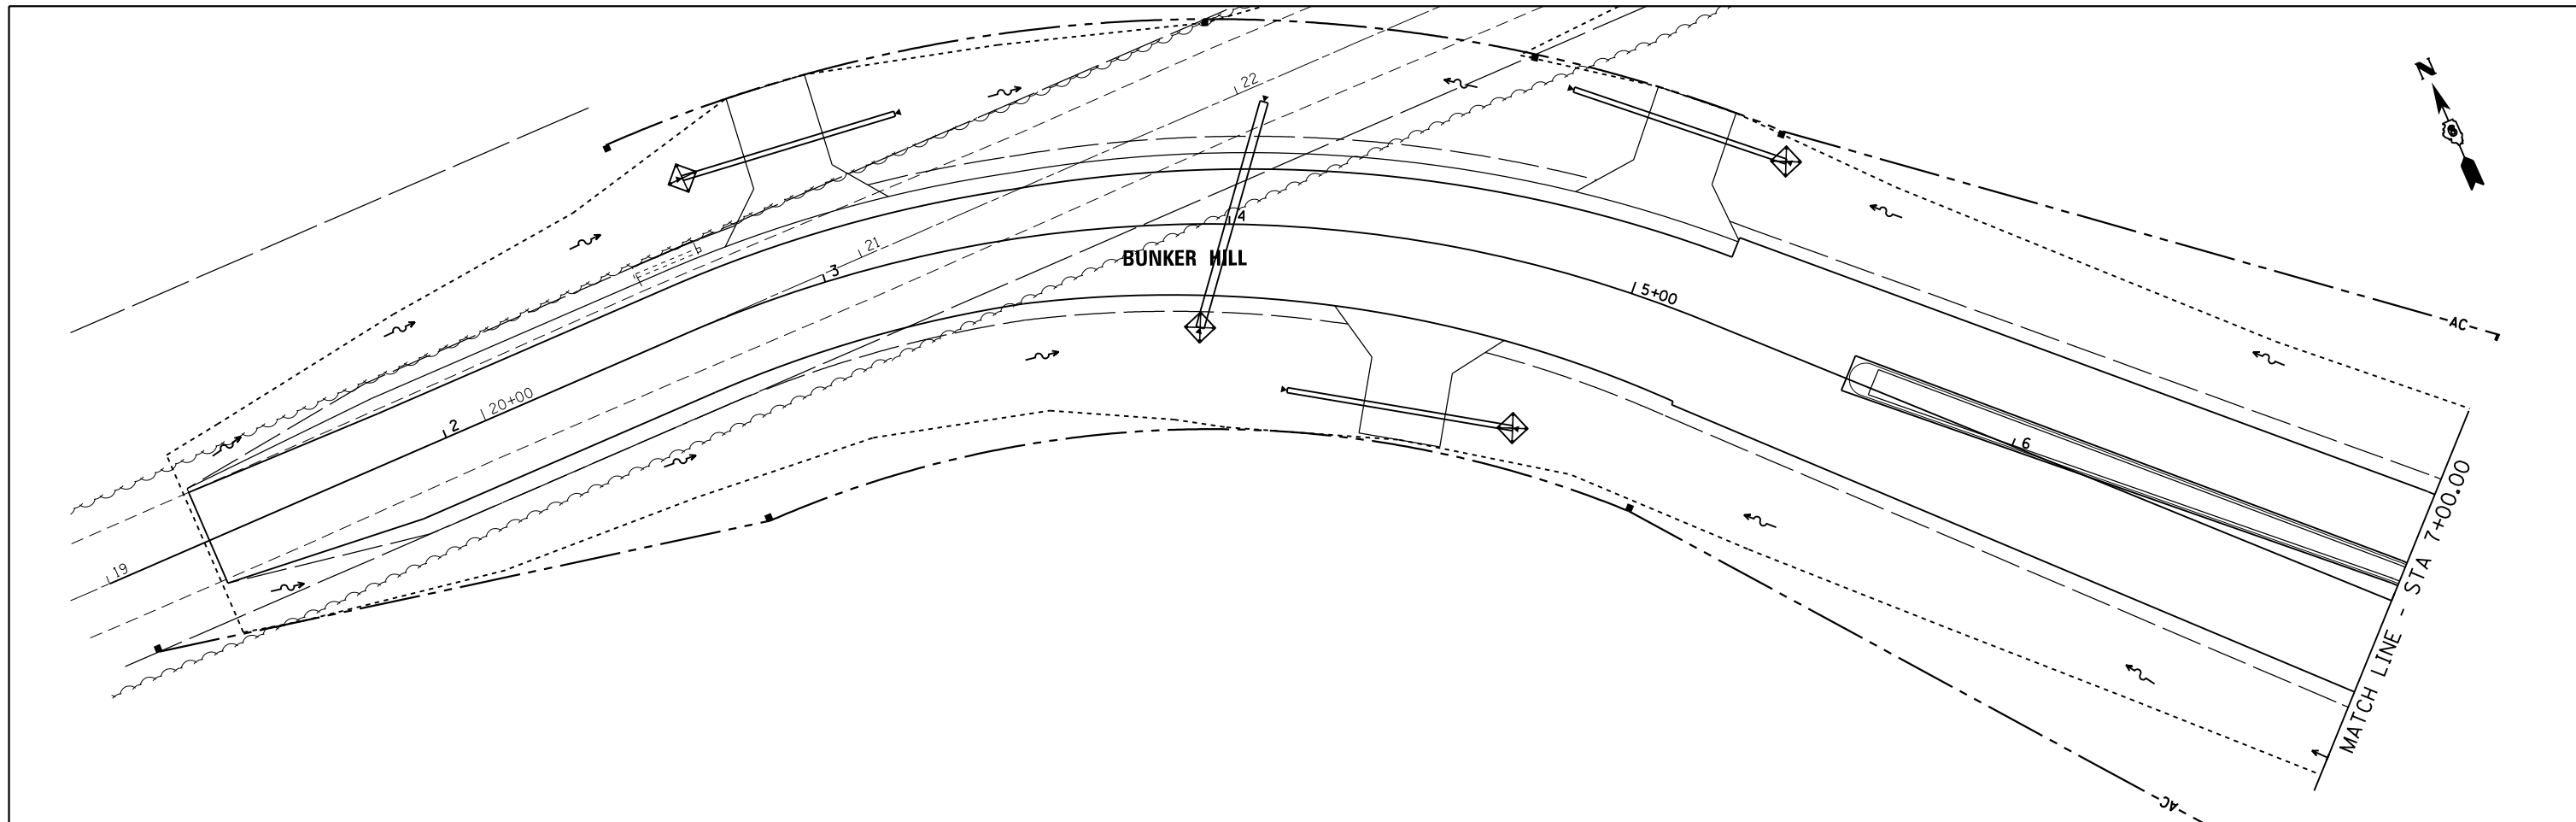 N
22
4
21
3
BUNKER HILL
5+00
AC
20+00
2
6
19
MATCH LINE - STA 7+00.00
AC